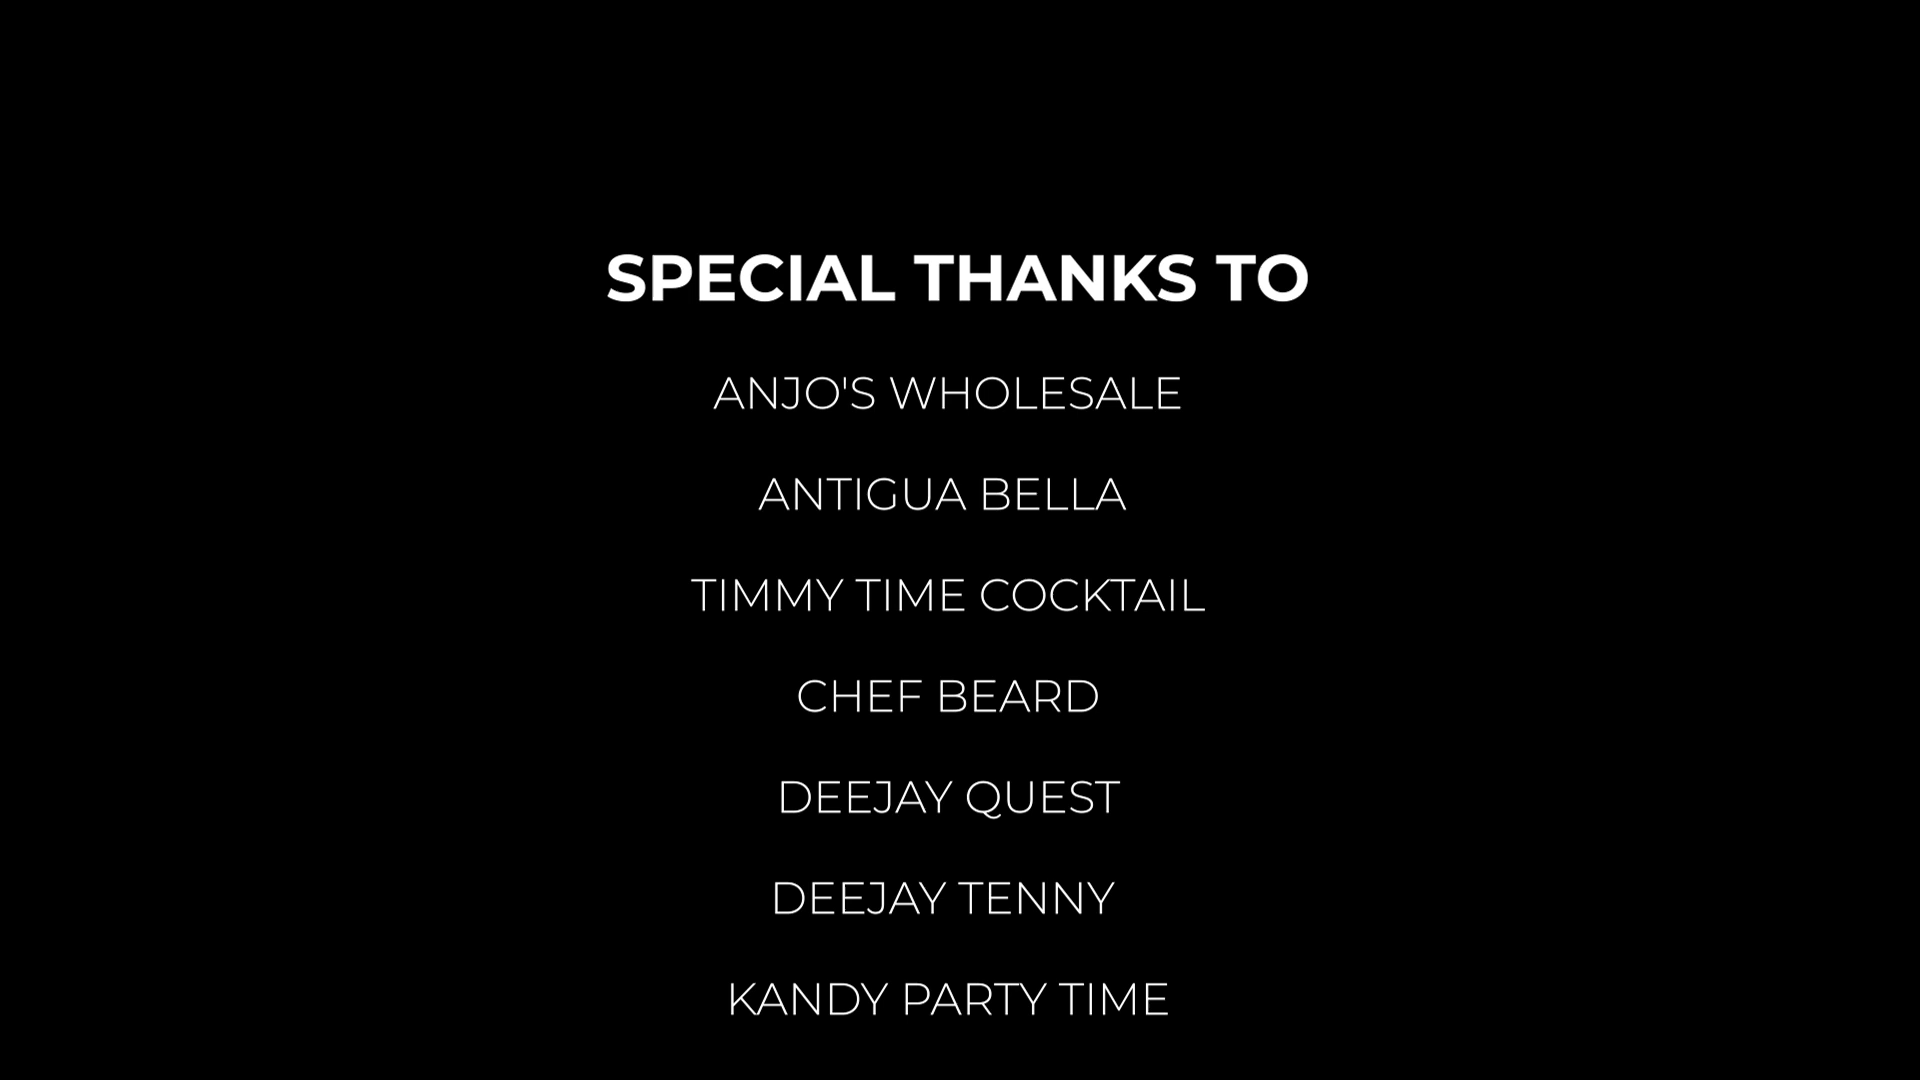 SPECIAL THANKS TO
ANJO'S WHOLESALE
ANTIGUA BELLA
TIMMY TIME COCKTAIL
CHEF BEARD
DEEJAY QUEST
DEEJAY TENNY
KANDY PARTY TIME